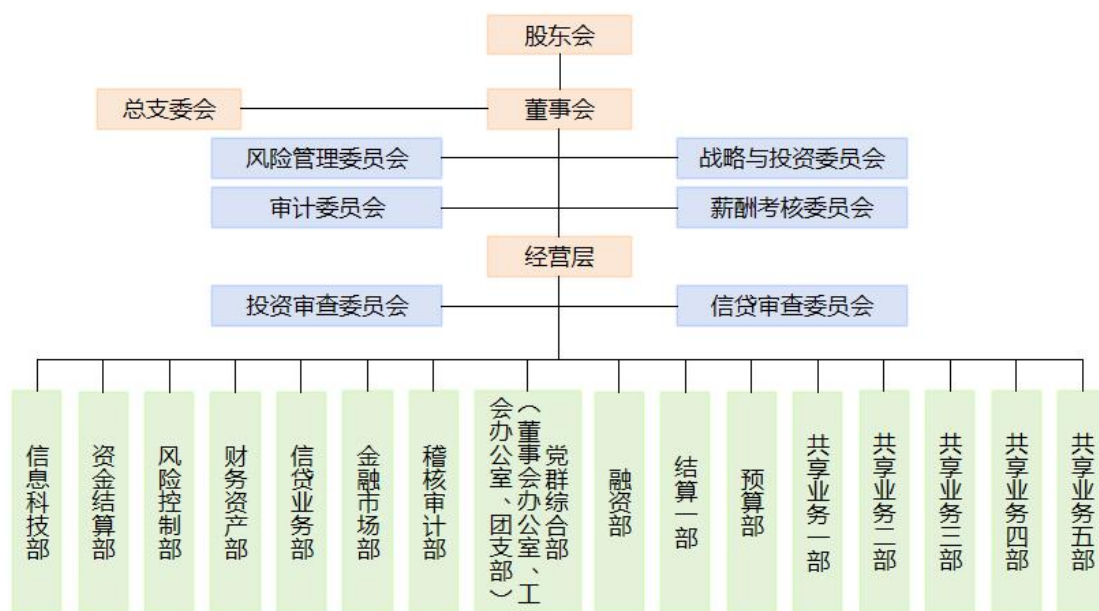 股东会
总支委会
董事会
风险管理委员会
战略与投资委员会
审计委员会
薪酬考核委员会
经营层
投资审查委员会
信贷审查委员会
信息科技部
资金结算部
风险控制部
财务资产部
信贷业务部
金融市场部
稽核审计部
党群综合部
（董事会办公室、工
会办公室、团支部）
融资部
结算一部
预算部
共享业务一部
共享业务二部
共享业务三部
共享业务四部
共享业务五部